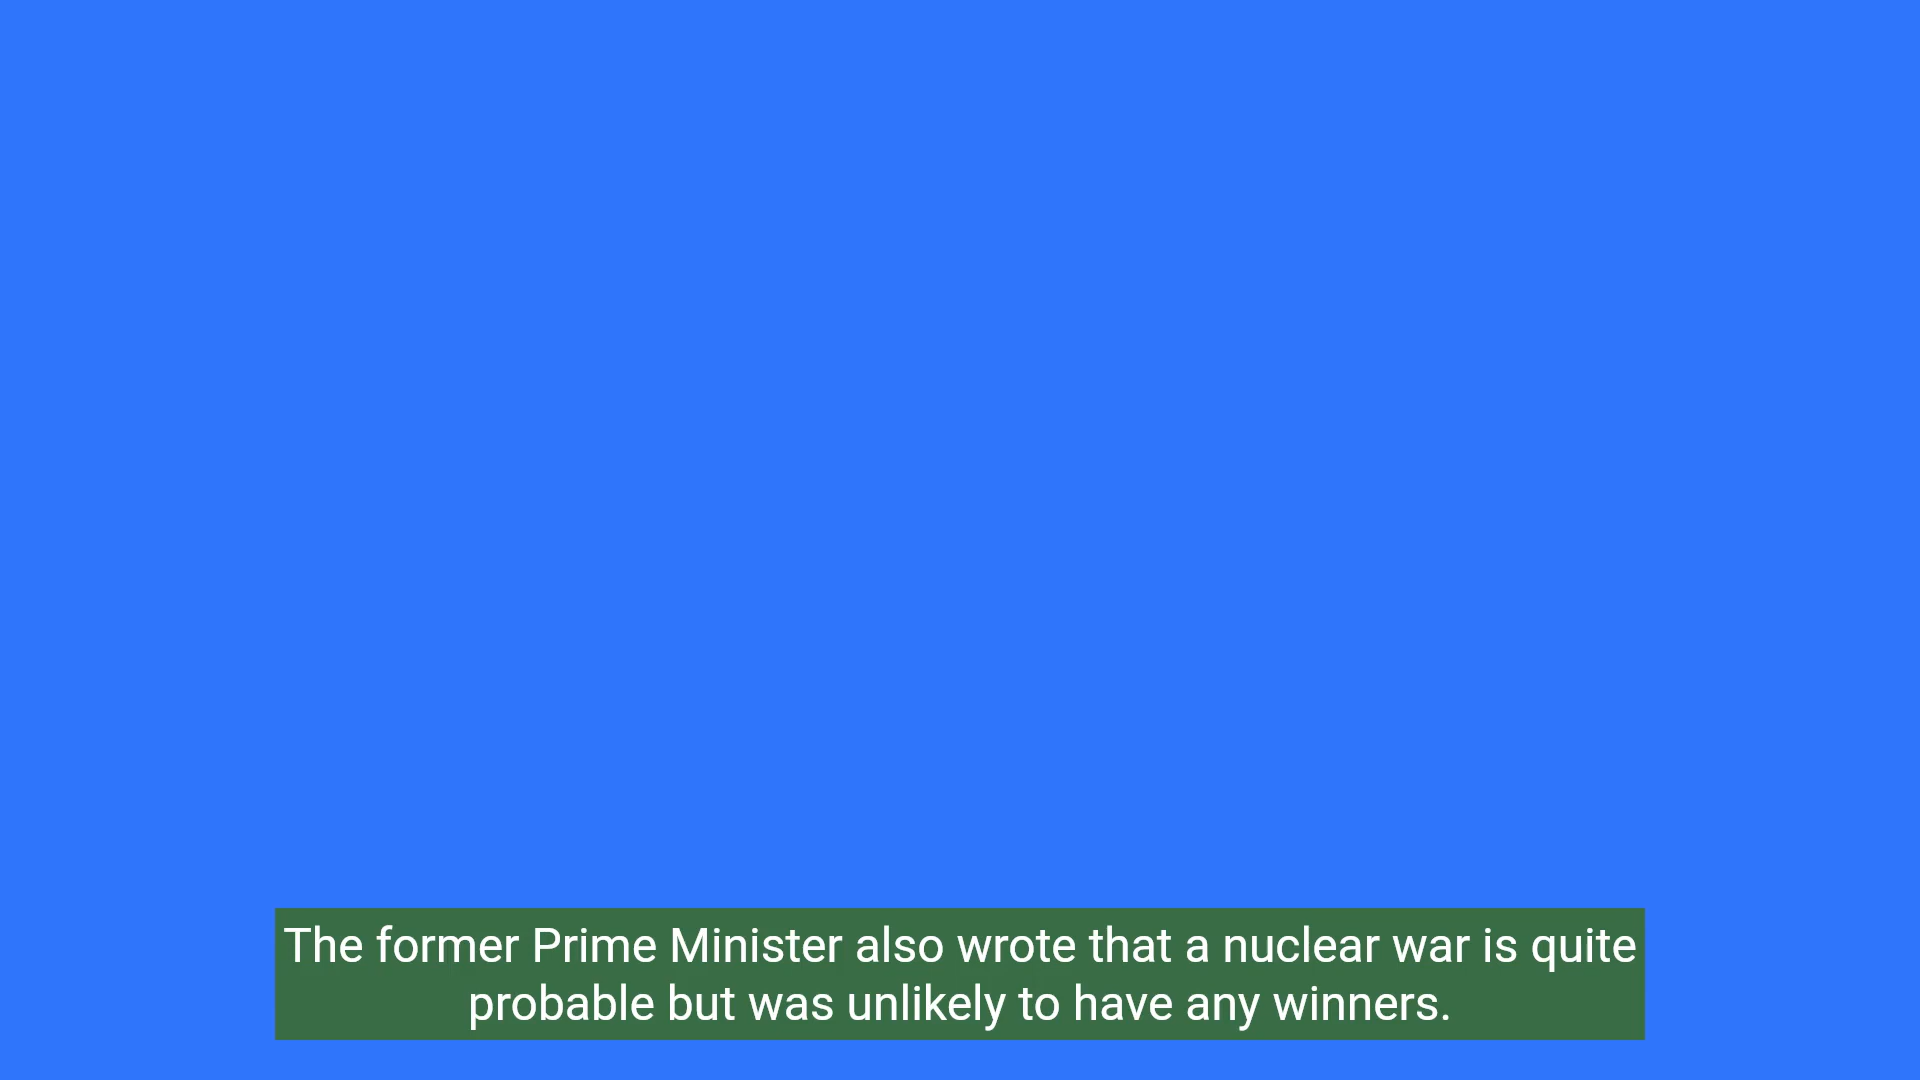 The former Prime Minister also wrote that a nuclear war is quite
probable but was unlikely to have any winners.